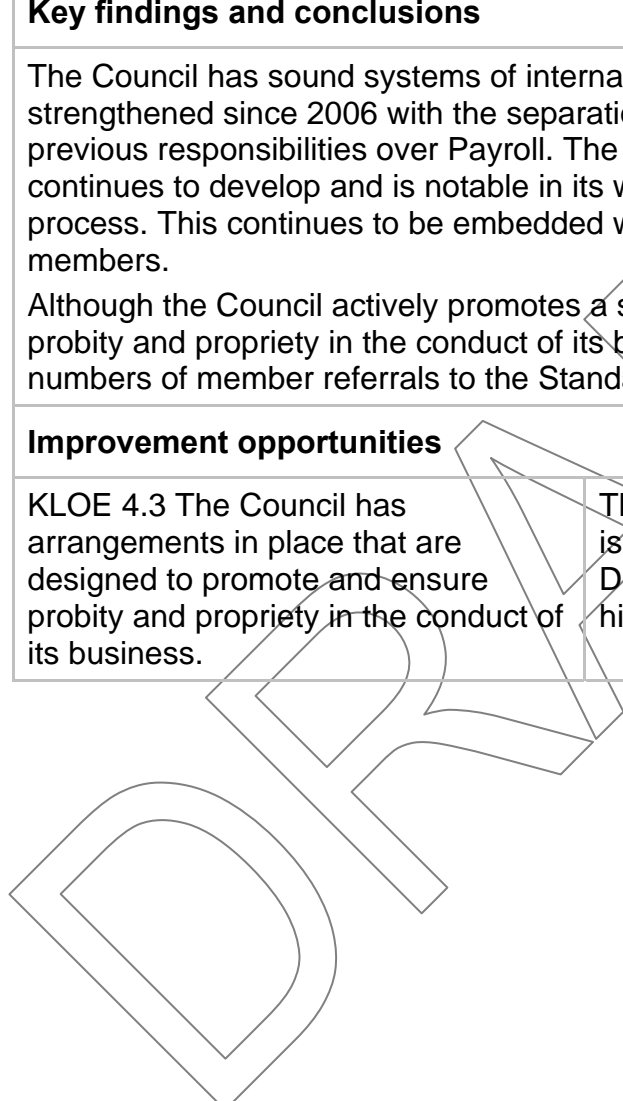 Key findings and conclusions
The Council has sound systems of interna
strengthened since 2006 with the separati
previous responsibilities over Payroll. The
continues to develop and is notable in its
process. This continues to be embedded
members.
Although the Council actively promotes a
probity and propriety in the conduct of its
numbers of member referrals to the Stand
Improvement opportunities
KLOE 4.3 The Council has
arrangements in place that are
designed to promote and ensure
probity and propriety in the conduct of
its business.
is
hi
DRA